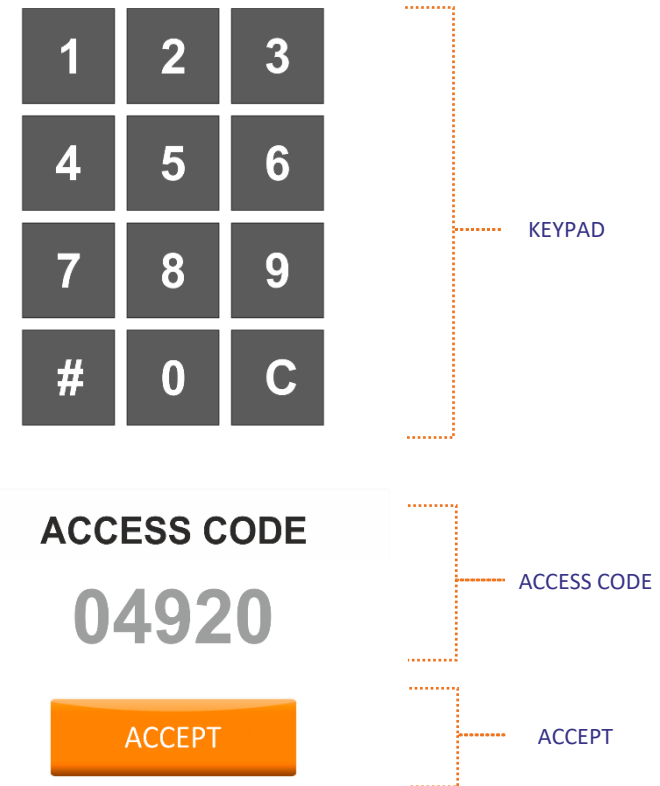 1 2 3
4 5 6
KEYPAD
7 8 9
# 0 C
ACCESS CODE
04920
ACCESS CODE
ACCEPT
ACCEPT